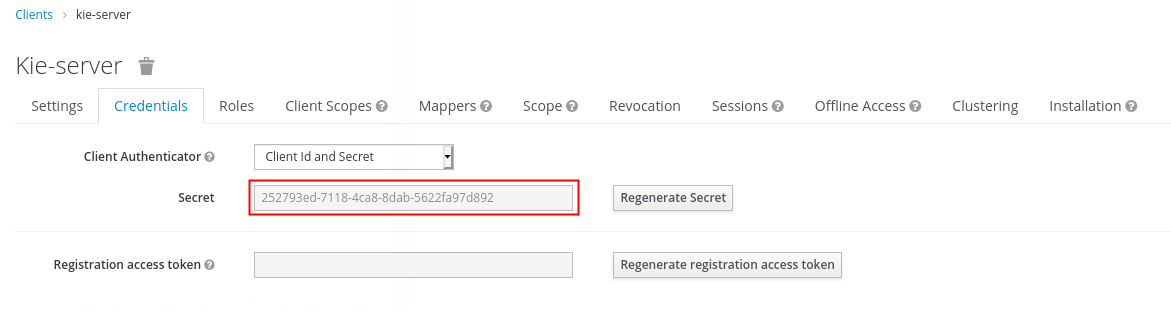 Clients > kie-server
Kie-server
Settings Credentials Roles Client Scopes ? Mappers ? Scope ? Revocation Sessions ? Offline Access ? Clustering Installation ?
Client Authenticator ? Client Id and Secret
Secret 252793ed-7118-4ca8-8dab-5622fa97d892 Regenerate Secret
Registration access token ? Regenerate registration access token